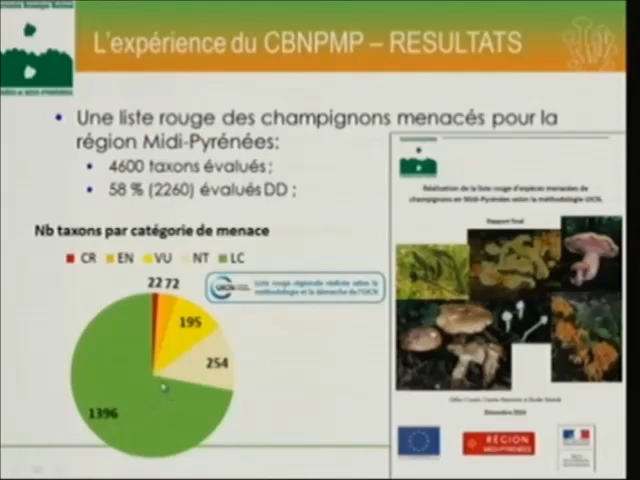 L'expérience du CBNPMP – RESULTATS
• Une liste rouge des champignons menacés pour la
région Midi-Pyrénées:
• 4600 taxons évalués ;
• 58 % (2260) évalués DD ;
Nb taxons par catégorie de menace
CR EN VU NT LC
22 72
195
254
1396
UICN
Liste rouge régionale réalisée selon la
méthodologie et la démarche de l'UICN
Réalisation de la liste rouge d'espèces menacées de
champignons en Midi-Pyrénées selon la méthodologie UICN.
Rapport final
Décembre
RÉGION
MIDI-PYRÉNÉES